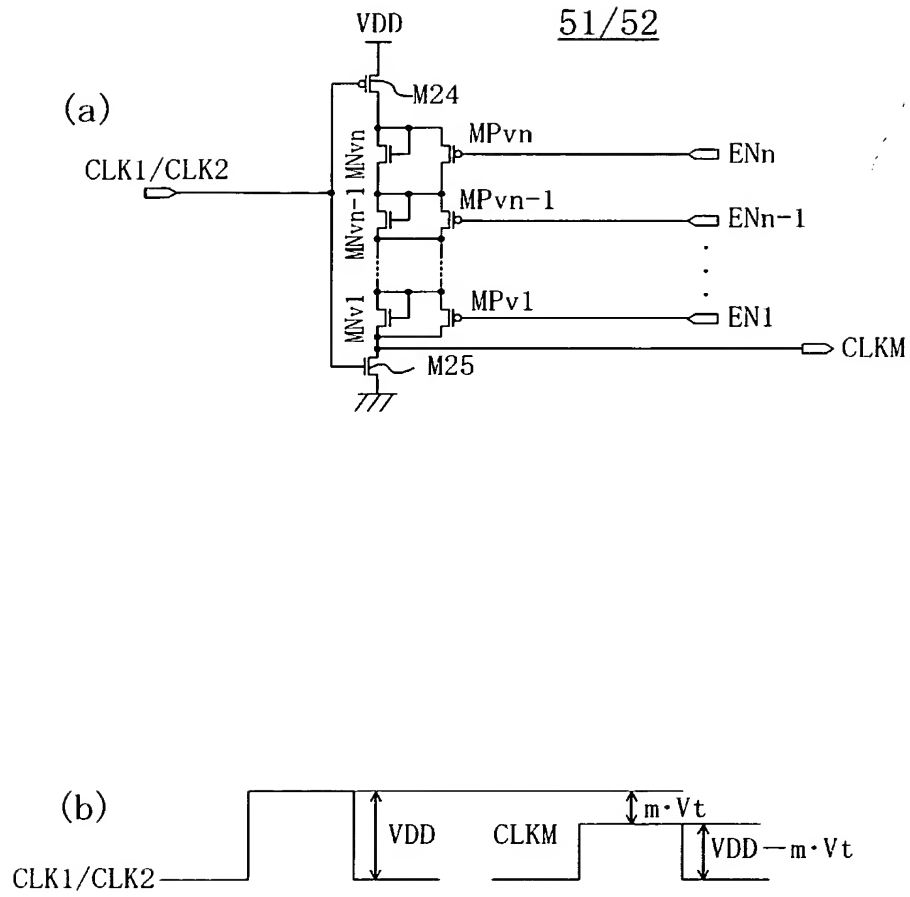 51/52
VDD
(a)
M24
CLK1/CLK2
MNvn
MPvn
ENn
MNvn-1
MPvn-1
ENn-1
MNv1
MPv1
EN1
CLKM
M25
(b)
m·Vt
VDD
CLKM
VDD—m·Vt
CLK1/CLK2